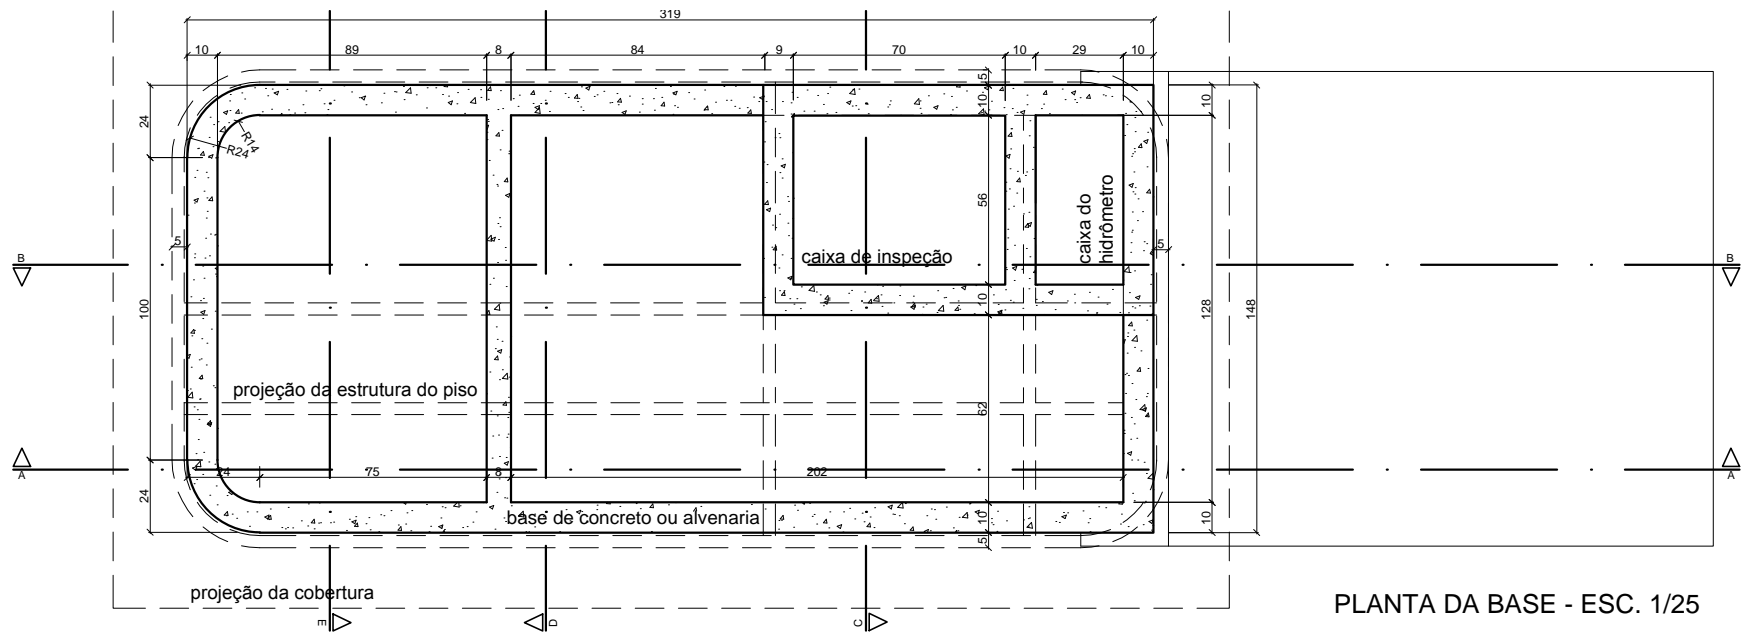 319
10 89 8 84 9 70 10 29 10
5
10
10
24
R14
R24
56
caixa do
hidrômetro
5
5
caixa de inspeção
B
B
10
100
128
148
projeção da estrutura do piso
62
A
A
24 75 8 202
24
base de concreto ou alvenaria
10
10
5
projeção da cobertura
E
D
C
PLANTA DA BASE - ESC. 1/25